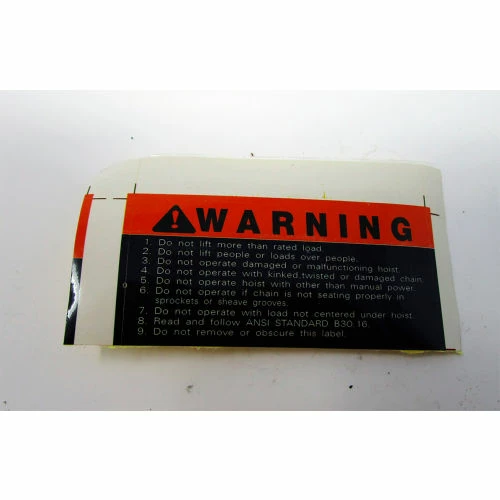 WARNING
1. Do not lift more than rated load.
2. Do not lift people or loads over people.
3. Do not operate damaged or malfunctioning hoist.
4. Do not operate with kinked,twisted or damaged chain.
5. Do not operate hoist with other than manual power.
6. Do not operate if chain is not seating properly in
sprockets or sheave grooves.
7. Do not operate with load not centered under hoist.
8. Read and follow ANSI STANDARD B30.16.
9. Do not remove or obscure this label.